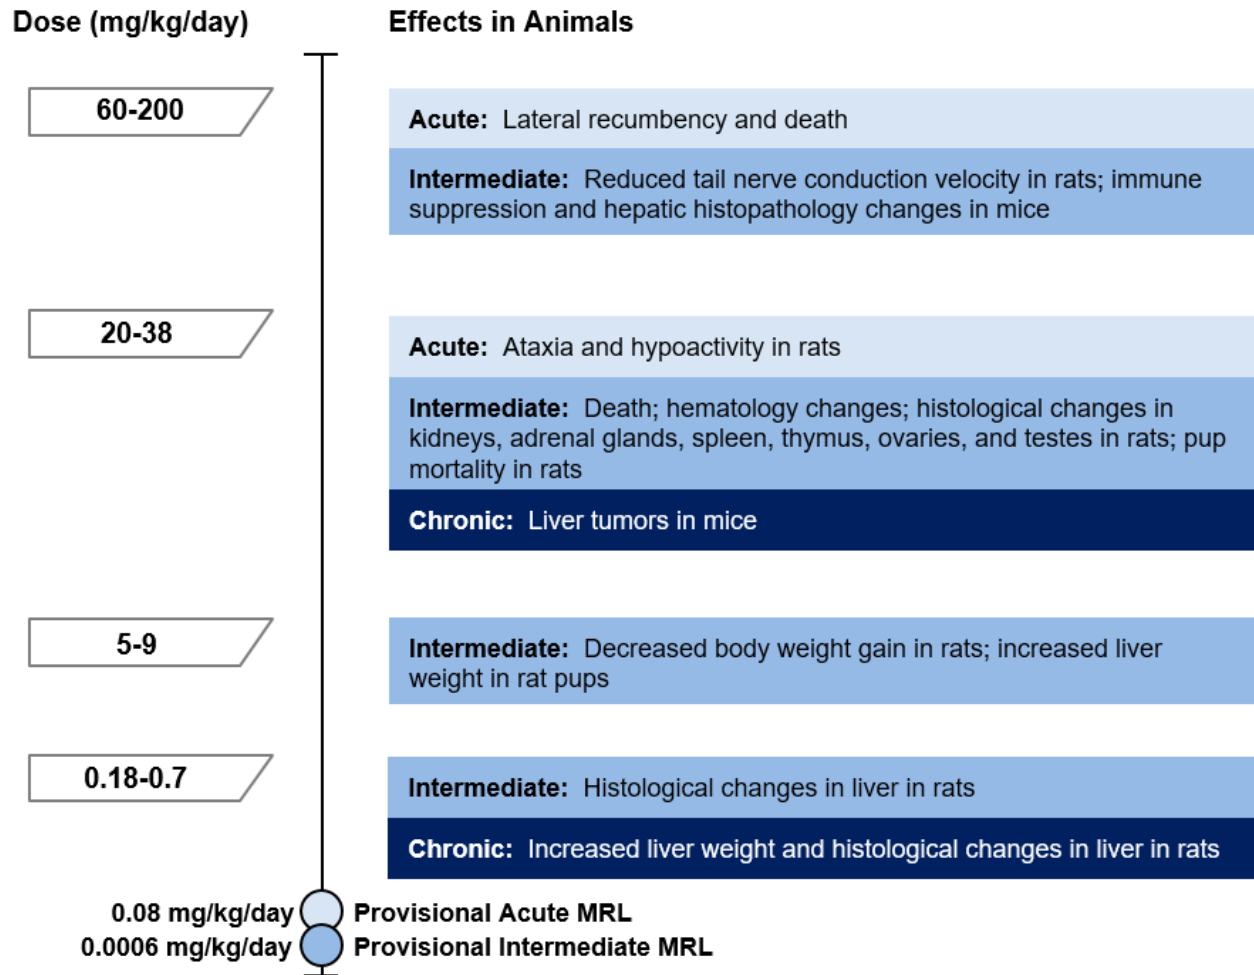 Dose (mg/kg/day)
Effects in Animals
60-200
Acute: Lateral recumbency and death
Intermediate: Reduced tail nerve conduction velocity in rats; immune
suppression and hepatic histopathology changes in mice
20-38
Acute: Ataxia and hypoactivity in rats
Intermediate: Death; hematology changes; histological changes in
kidneys, adrenal glands, spleen, thymus, ovaries, and testes in rats; pup
mortality in rats
Chronic: Liver tumors in mice
5-9
Intermediate: Decreased body weight gain in rats; increased liver
weight in rat pups
0.18-0.7
Intermediate: Histological changes in liver in rats
Chronic: Increased liver weight and histological changes in liver in rats
0.08 mg/kg/day Provisional Acute MRL
0.0006 mg/kg/day Provisional Intermediate MRL